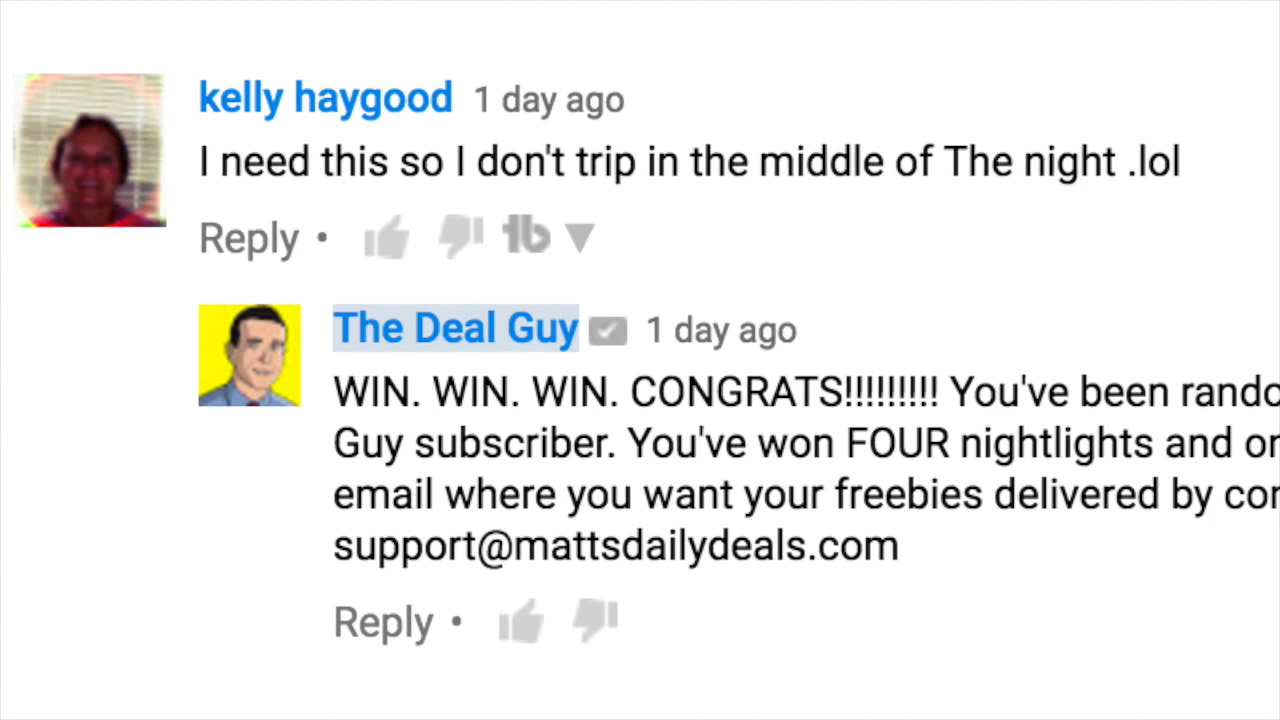 kelly haygood 1 day ago
I need this so I don't trip in the middle of The night .lol
Reply •
The Deal Guy 1 day ago
WIN. WIN. WIN. CONGRATS!!!!!!!!! You've been rando
Guy subscriber. You've won FOUR nightlights and or
email where you want your freebies delivered by cor
support@mattsdailydeals.com
Reply •